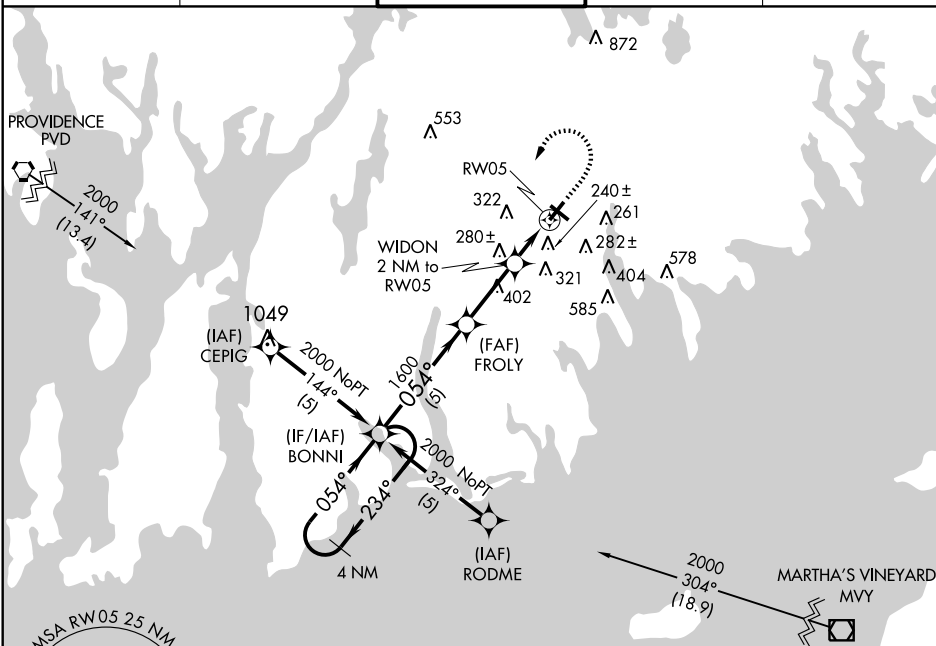 872
553
PROVIDENCE
PVD
2000
141°
(13.4)
RW05
240±
322
261
280±
282±
WIDON
2 NM to
RW05
321
404
578
402
585
1049
(IAF)
CEPIG
2000 NoPT
144°
(5)
(FAF)
FROLY
1600
054°
(5)
(IF/IAF)
BONNI
2000 NoPT
324°
(5)
054°
234°
4 NM
(IAF)
RODME
2000
304°
(18.9)
MARTHA'S VINEYARD
MVY
MSA RW05 25 NM